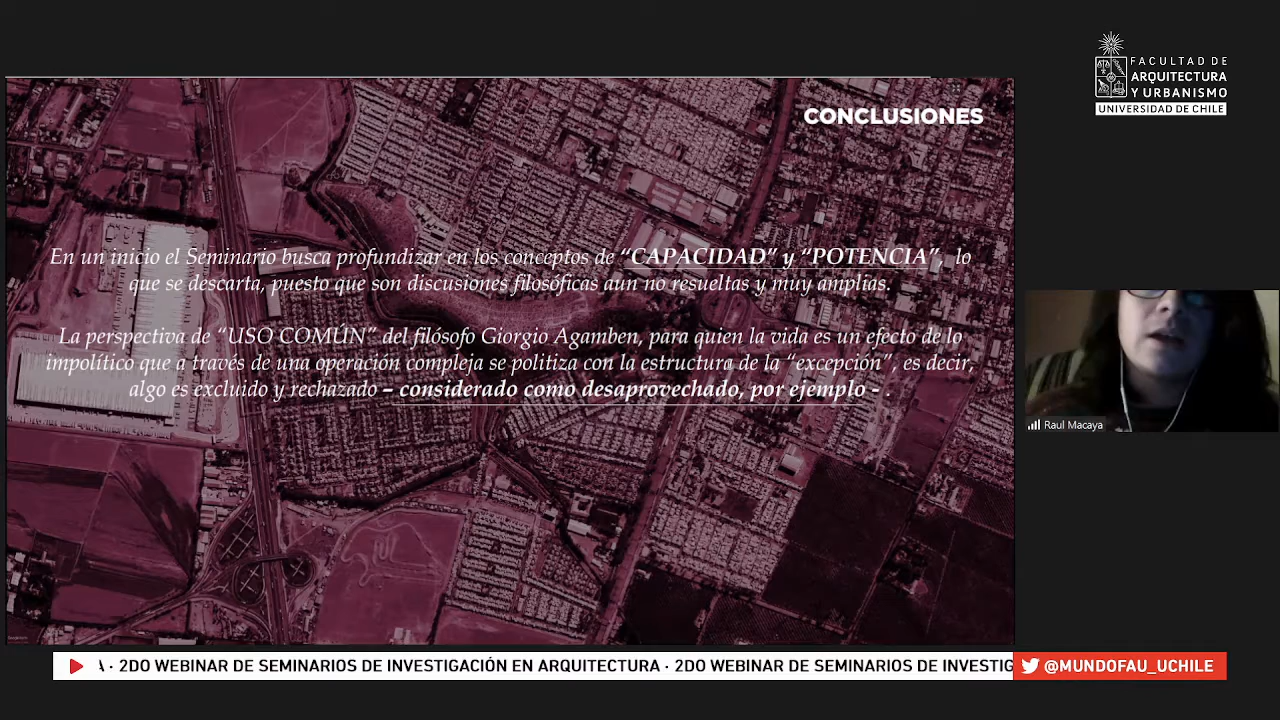 FACULTAD DE
ARQUITECTURA
Y URBANISMO
UNIVERSIDAD DE CHILE
CONCLUSIONES
En un inicio el Seminario busca profundizar en los conceptos de “CAPACIDAD” y “POTENCIA”, lo
que se descarta, puesto que son discusiones filosóficas aun no resueltas y muy amplias.
La perspectiva de “USO COMÚN” del filósofo Giorgio Agamben, para quien la vida es un efecto de lo
impolítico que a través de una operación compleja se politiza con la estructura de la “excepción”, es decir,
algo es excluido y rechazado – considerado como desaprovechado, por ejemplo - .
Raul Macaya
A · 2DO WEBINAR DE SEMINARIOS DE INVESTIGACIÓN EN ARQUITECTURA · 2DO WEBINAR DE SEMINARIOS DE INVESTIG
@MUNDOFAU_UCHILE